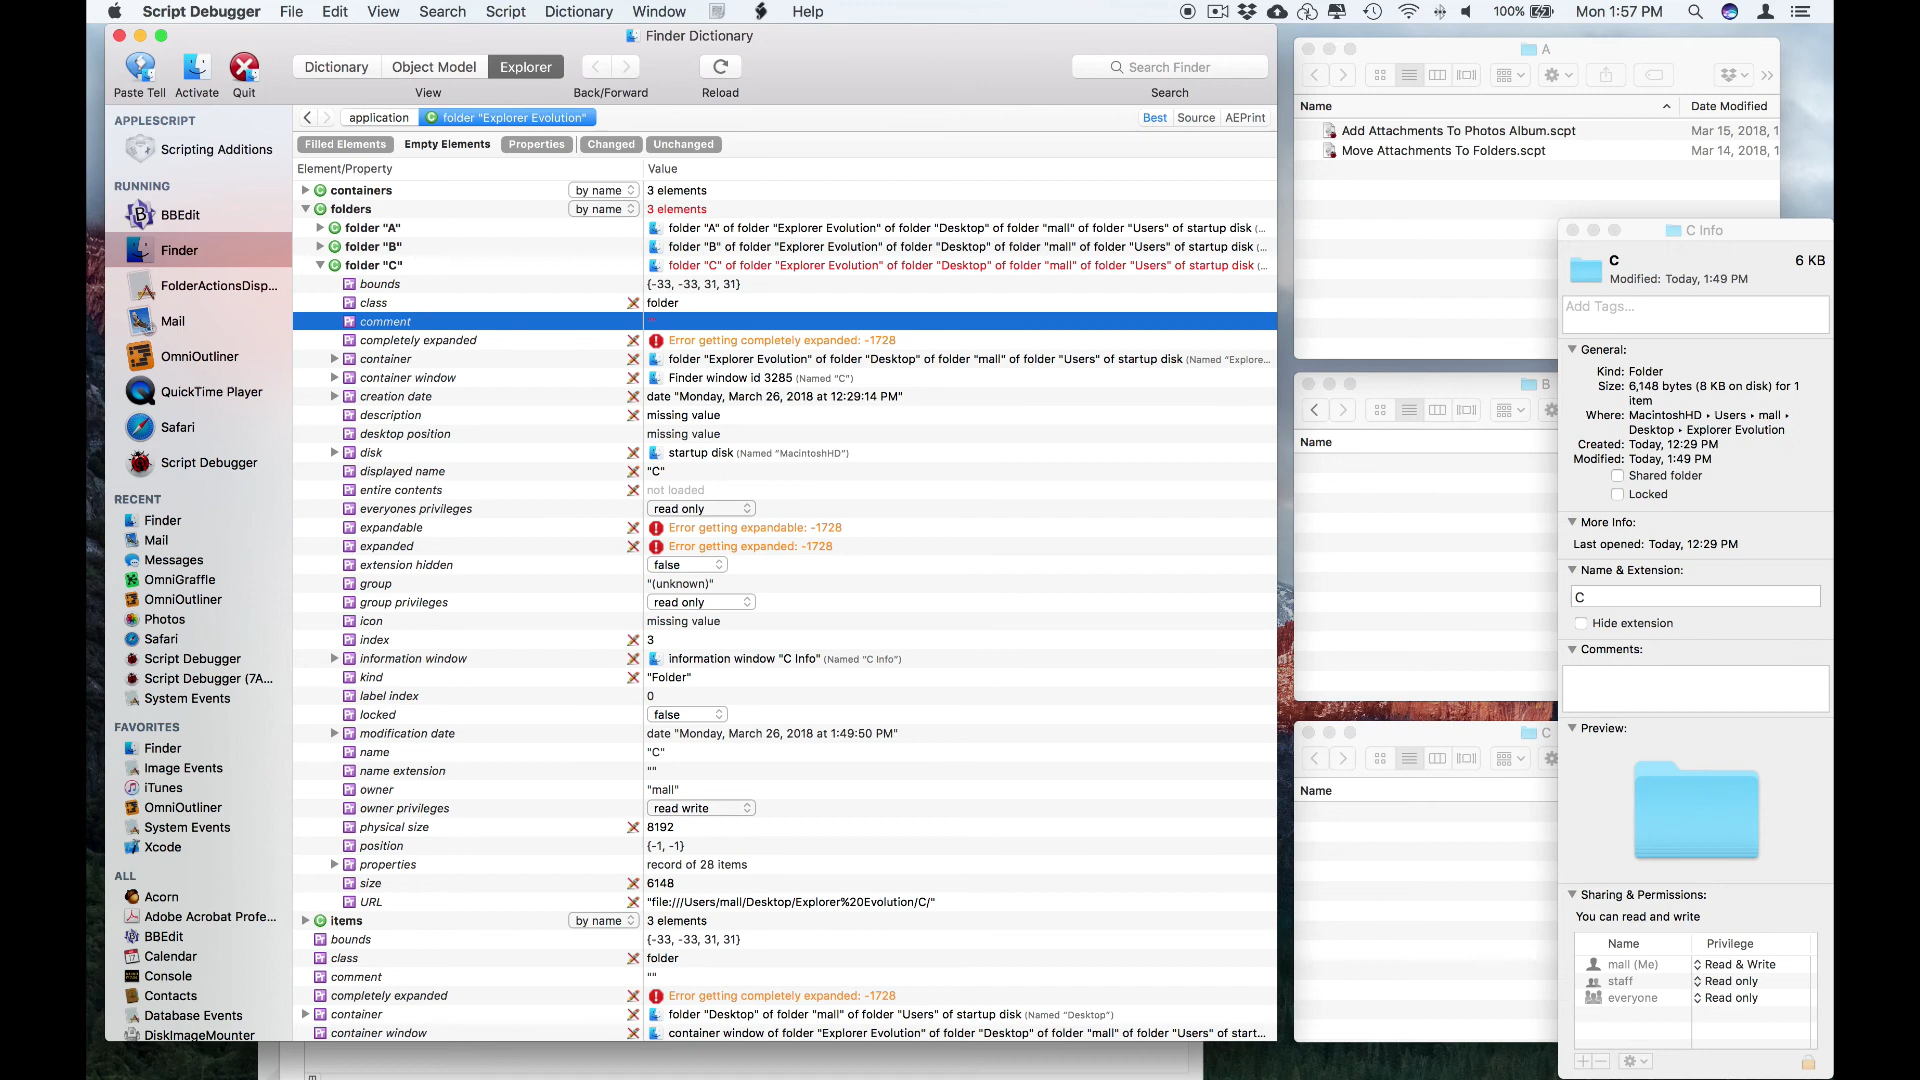 Script Debugger File Edit View Search Script Dictionary Window Help 100% Mon 1:57 PM
Finder Dictionary
Paste Tell Activate Quit
Dictionary Object Model Explorer
View Back/Forward Reload
Search Finder
Search
APPLESCRIPT
Scripting Additions
RUNNING
BBEdit
Finder
FolderActionsDisp...
Mail
OmniOutliner
QuickTime Player
Safari
Script Debugger
RECENT
Finder
Mail
Messages
OmniGraffle
OmniOutliner
Photos
Safari
Script Debugger
Script Debugger (7A...
System Events
FAVORITES
Finder
Image Events
iTunes
OmniOutliner
System Events
Xcode
ALL
Acorn
Adobe Acrobat Profe...
BBEdit
Calendar
Console
Contacts
Database Events
DiskImageMounter
application folder "Explorer Evolution" Best Source AEPrint
Filled Elements Empty Elements Properties Changed Unchanged
Element/Property Value
containers by name 3 elements
folders by name 3 elements
folder "A" folder "A" of folder "Explorer Evolution" of folder "Desktop" of folder "mall" of folder "Users" of startup disk (...
folder "B" folder "B" of folder "Explorer Evolution" of folder "Desktop" of folder "mall" of folder "Users" of startup disk (...
folder "C" folder "C" of folder "Explorer Evolution" of folder "Desktop" of folder "mall" of folder "Users" of startup disk (...
bounds {-33, -33, 31, 31}
class folder
comment ""
completely expanded Error getting completely expanded: -1728
container folder "Explorer Evolution" of folder "Desktop" of folder "mall" of folder "Users" of startup disk (Named "Explore...
container window Finder window id 3285 (Named "C")
creation date date "Monday, March 26, 2018 at 12:29:14 PM"
description missing value
desktop position missing value
disk startup disk (Named "MacintoshHD")
displayed name "C"
entire contents not loaded
everyones privileges read only
expandable Error getting expandable: -1728
expanded Error getting expanded: -1728
extension hidden false
group "(unknown)"
group privileges read only
icon missing value
index 3
information window information window "C Info" (Named "C Info")
kind "Folder"
label index 0
locked false
modification date date "Monday, March 26, 2018 at 1:49:50 PM"
name "C"
name extension ""
owner "mall"
owner privileges read write
physical size 8192
position {-1, -1}
properties record of 28 items
size 6148
URL "file:///Users/mall/Desktop/Explorer%20Evolution/C/"
items by name 3 elements
bounds {-33, -33, 31, 31}
class folder
comment ""
completely expanded Error getting completely expanded: -1728
container folder "Desktop" of folder "mall" of folder "Users" of startup disk (Named "Desktop")
container window container window of folder "Explorer Evolution" of folder "Desktop" of folder "mall" of folder "Users" of start...
A
Name Date Modified
Add Attachments To Photos Album.scpt Mar 15, 2018, 1
Move Attachments To Folders.scpt Mar 14, 2018, 1
B
Name
C
Name
C Info
C 6 KB
Modified: Today, 1:49 PM
Add Tags...
General:
Kind: Folder
Size: 6,148 bytes (8 KB on disk) for 1
item
Where: MacintoshHD ▸ Users ▸ mall ▸
Desktop ▸ Explorer Evolution
Created: Today, 12:29 PM
Modified: Today, 1:49 PM
Shared folder
Locked
More Info:
Last opened: Today, 12:29 PM
Name & Extension:
C
Hide extension
Comments:
Preview:
Sharing & Permissions:
You can read and write
Name Privilege
mall (Me) Read & Write
staff Read only
everyone Read only